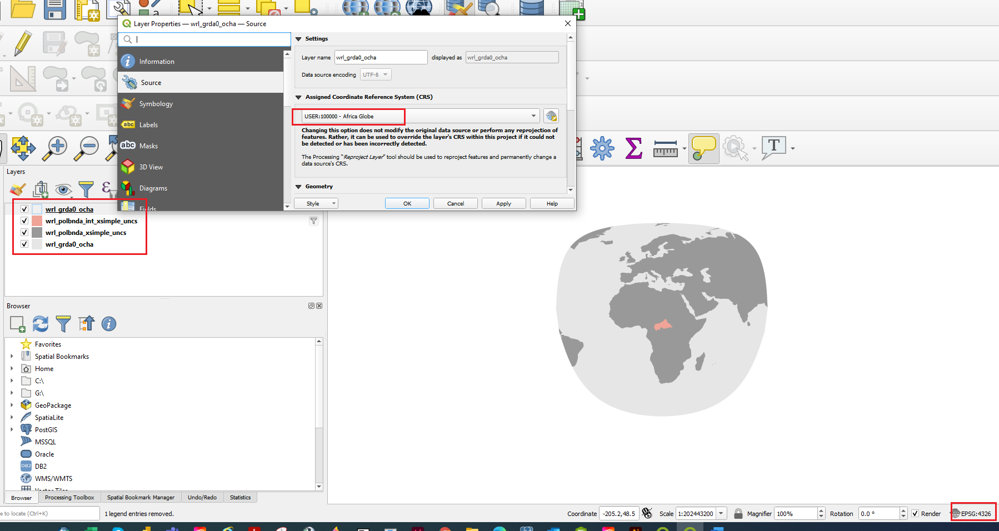 Layer Properties — wrl_grda0_ocha — Source
Information
Source
Symbology
Labels
Masks
3D View
Diagrams
Fields
abc
abc
Settings
Layer name
wrl_grda0_ocha
displayed as
wrl_grda0_ocha
Data source encoding
UTF-8
Assigned Coordinate Reference System (CRS)
USER:100000 - Africa Globe
Changing this option does not modify the original data source or perform any reprojection of
features. Rather, it can be used to override the layer's CRS within this project if it could not
be detected or has been incorrectly detected.
The Processing “Reproject Layer” tool should be used to reproject features and permanently change a
data source's CRS.
Geometry
Style
OK
Cancel
Apply
Help
T
Layers
wrl_grda0_ocha
wrl_polbnda_int_xsimple_uncs
wrl_polbnda_xsimple_uncs
wrl_grda0_ocha
Browser
Favorites
Spatial Bookmarks
Home
C:\
G:\
GeoPackage
SpatiaLite
PostGIS
MSSQL
Oracle
DB2
DB2
WMS/WMTS
Vector Tiles
Browser
Processing Toolbox
Spatial Bookmark Manager
Undo/Redo
Statistics
e to locate (Ctrl+K)
1 legend entries removed.
Coordinate
-205.2,48.5
Scale
1:202443200
Magnifier
100%
Rotation
0.0 °
Render
EPSG:4326